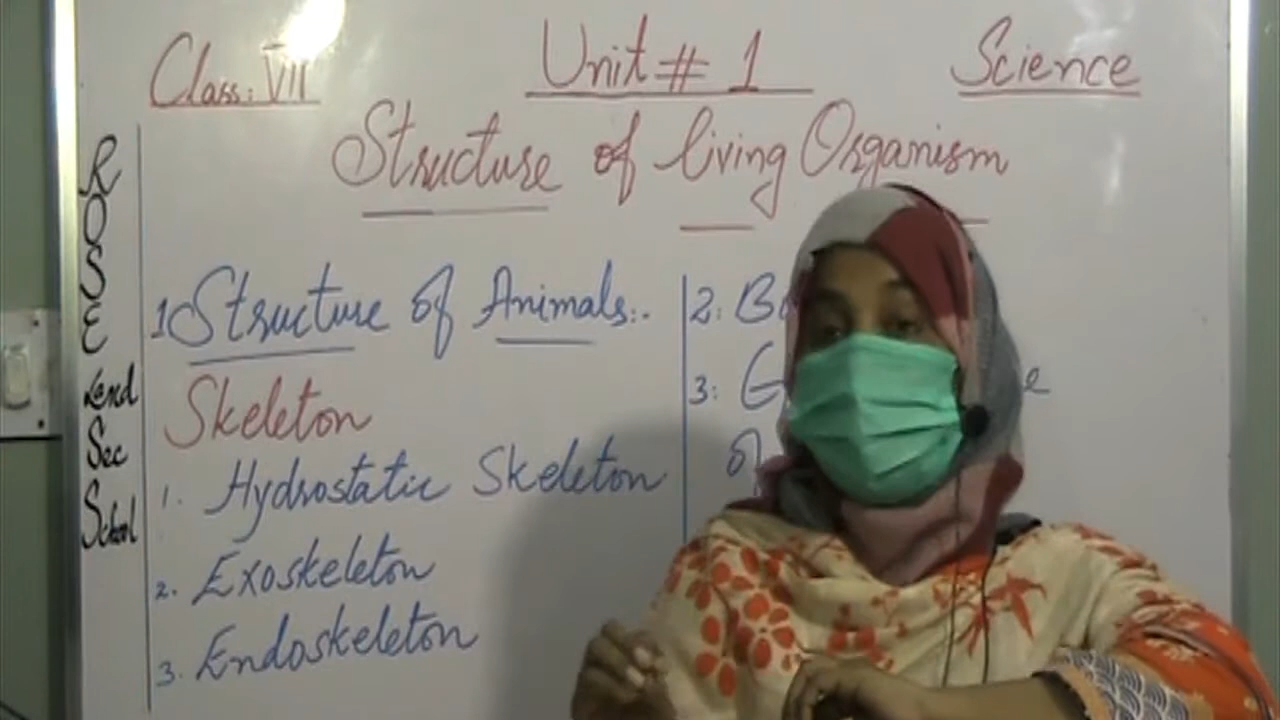 Class: VII
Unit # 1
Science
Structure of living Organism
ROSE
Lend
Sec
School
1 Structure of Animals:-
Skeleton
1. Hydrostatic Skeleton
2. Exoskeleton
3. Endoskeleton
2:
3: